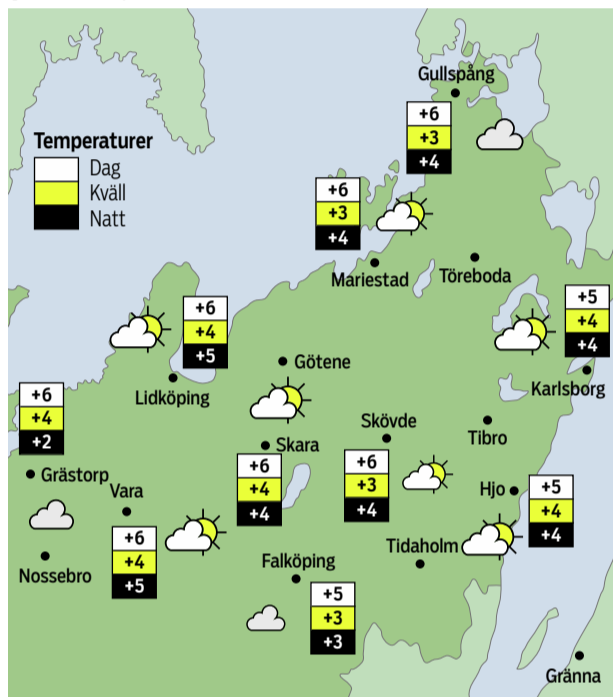 Gullspång
+6
+3
+4
Temperaturer
Dag
Kväll
Natt
+6
+3
+4
Mariestad
Töreboda
+6
+4
+5
Lidköping
+5
+4
+4
Karlsborg
Götene
+6
+4
+2
Grästorp
Skara
+6
+4
+4
Skövde
+6
+3
+4
Tibro
Hjo
+5
+4
+4
Vara
+6
+4
+5
Nossebro
Falköping
+5
+3
+3
Tidaholm
Gränna